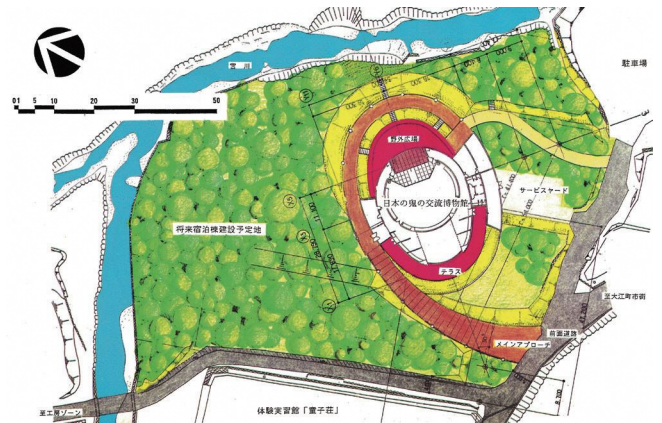 0 1 5 10 20 30 50
宮川
駐車場
野外広場
サービスヤード
日本の鬼の交流博物館
将来宿泊棟建設予定地
テラス
至大江町市街
前面道路
メインアプローチ
至工房ゾーン
体験実習館「童子荘」